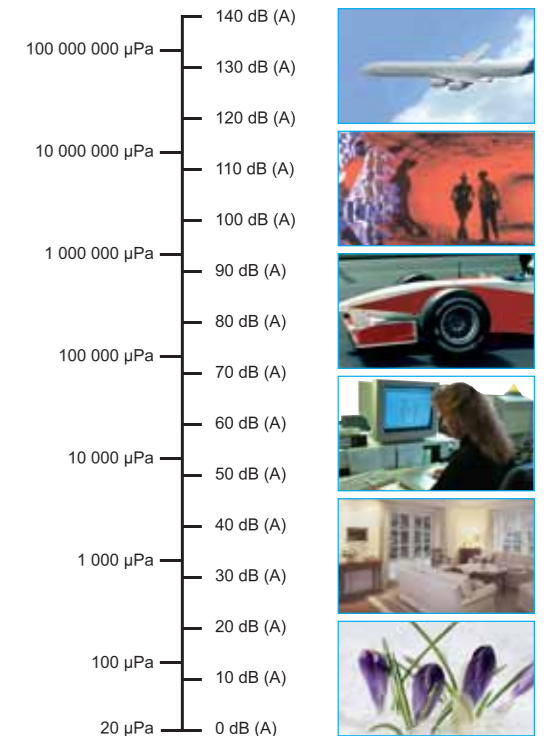 140 dB (A)
100 000 000 µPa
130 dB (A)
120 dB (A)
10 000 000 µPa
110 dB (A)
100 dB (A)
1 000 000 µPa
90 dB (A)
80 dB (A)
100 000 µPa
70 dB (A)
60 dB (A)
10 000 µPa
50 dB (A)
40 dB (A)
1 000 µPa
30 dB (A)
20 dB (A)
100 µPa
10 dB (A)
20 µPa
0 dB (A)